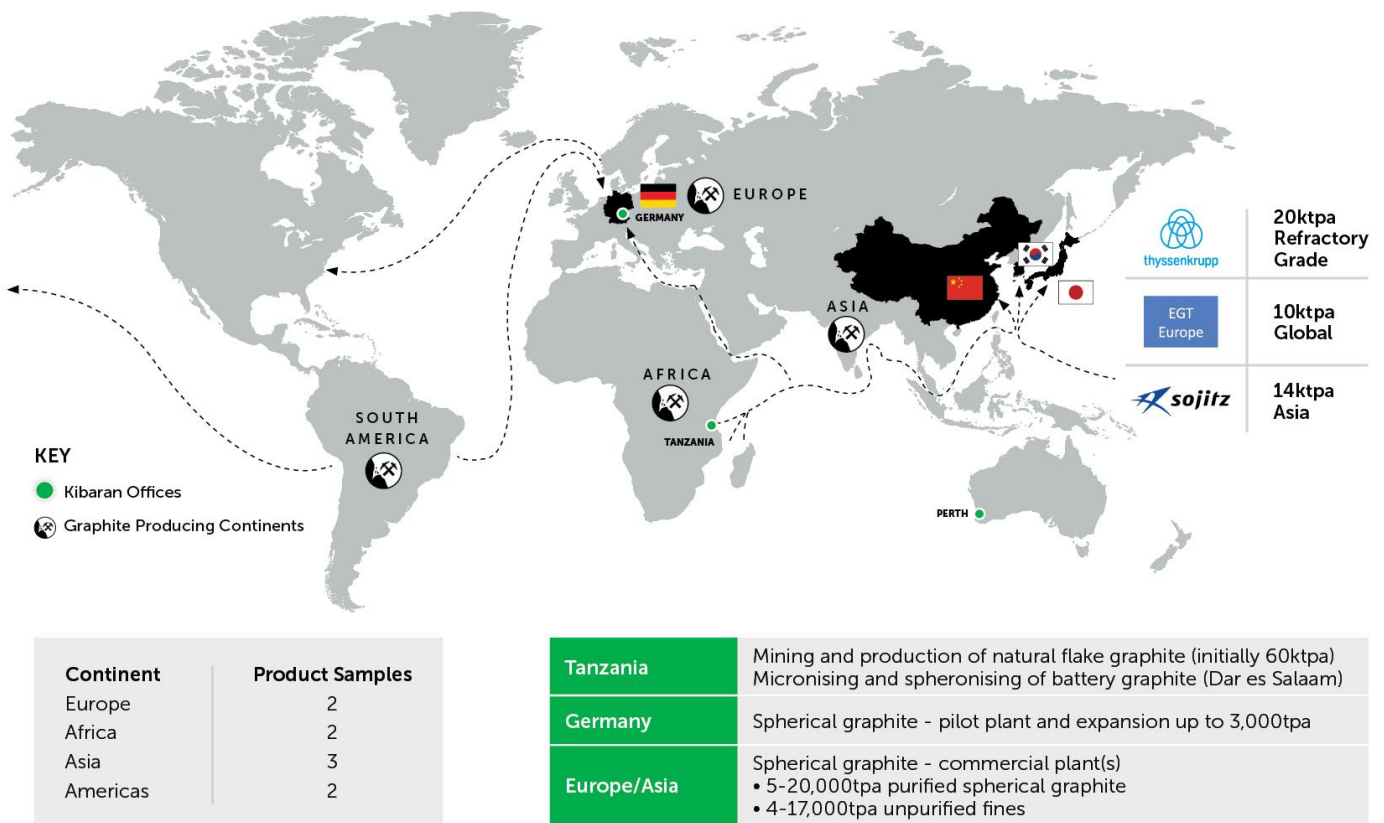 EUROPE
GERMANY
ASIA
AFRICA
TANZANIA
SOUTH
AMERICA
PERTH
KEY
Kibaran Offices
Graphite Producing Continents
thyssenkrupp
20ktpa
Refractory
Grade
EGT
Europe
10ktpa
Global
sojitz
14ktpa
Asia
Continent Product Samples
Europe 2
Africa 2
Asia 3
Americas 2
Tanzania
Mining and production of natural flake graphite (initially 60ktpa)
Micronising and spheronising of battery graphite (Dar es Salaam)
Germany
Spherical graphite - pilot plant and expansion up to 3,000tpa
Europe/Asia
Spherical graphite - commercial plant(s)
• 5-20,000tpa purified spherical graphite
• 4-17,000tpa unpurified fines